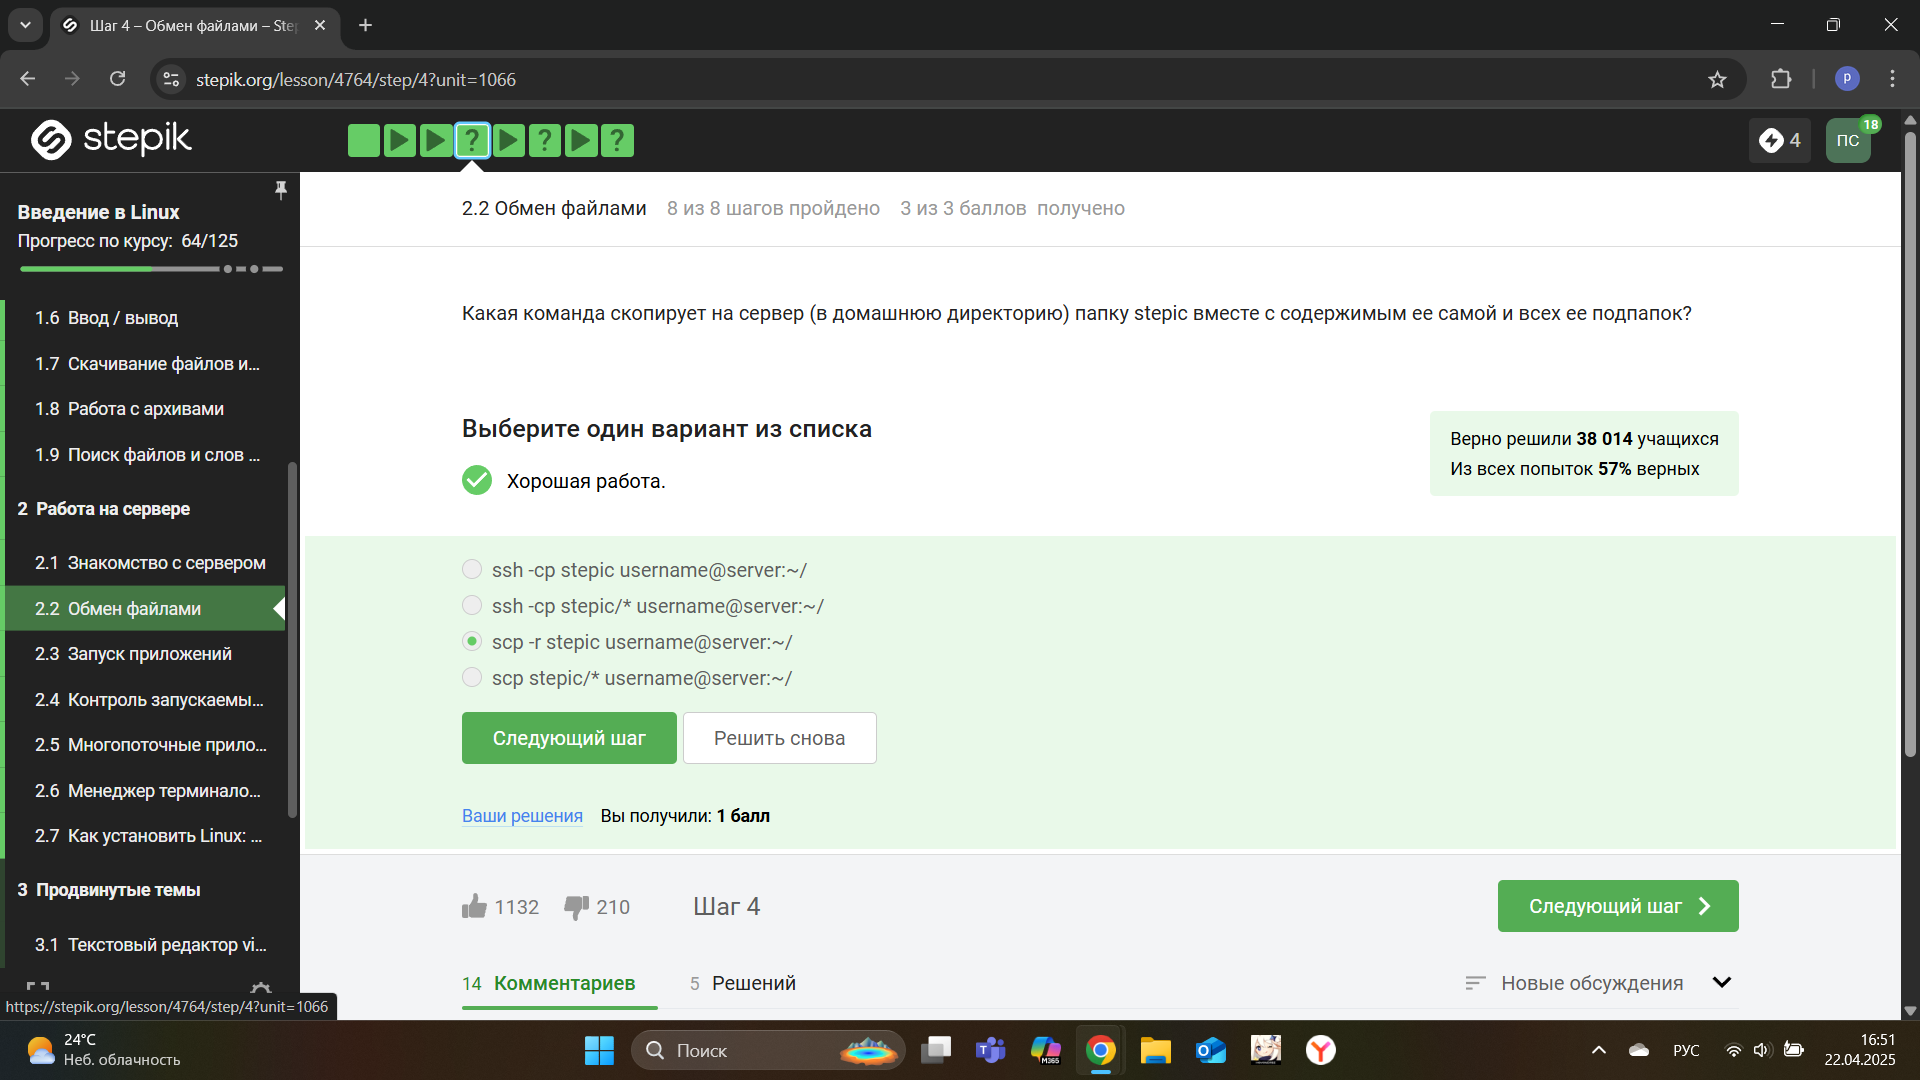 Шаг 4 – Обмен файлами – Step
stepik.org/lesson/4764/step/4?unit=1066
P
stepik
? ? ?
4
ПС
18
Введение в Linux
Прогресс по курсу: 64/125
1.6 Ввод / вывод
1.7 Скачивание файлов и...
1.8 Работа с архивами
1.9 Поиск файлов и слов ...
2 Работа на сервере
2.1 Знакомство с сервером
2.2 Обмен файлами
2.3 Запуск приложений
2.4 Контроль запускаемы...
2.5 Многопоточные прило...
2.6 Менеджер терминало...
2.7 Как установить Linux: ...
3 Продвинутые темы
3.1 Текстовый редактор vi...
https://stepik.org/lesson/4764/step/4?unit=1066
2.2 Обмен файлами 8 из 8 шагов пройдено 3 из 3 баллов получено
Какая команда скопирует на сервер (в домашнюю директорию) папку stepic вместе с содержимым ее самой и всех ее подпапок?
Выберите один вариант из списка
Хорошая работа.
Верно решили 38 014 учащихся
Из всех попыток 57% верных
ssh -cp stepic username@server:~/
ssh -cp stepic/* username@server:~/
scp -r stepic username@server:~/
scp stepic/* username@server:~/
Следующий шаг Решить снова
Ваши решения Вы получили: 1 балл
1132 210 Шаг 4
Следующий шаг
14 Комментариев 5 Решений
Новые обсуждения
24°C
Неб. облачность
Поиск
M365
РУС
16:51
22.04.2025